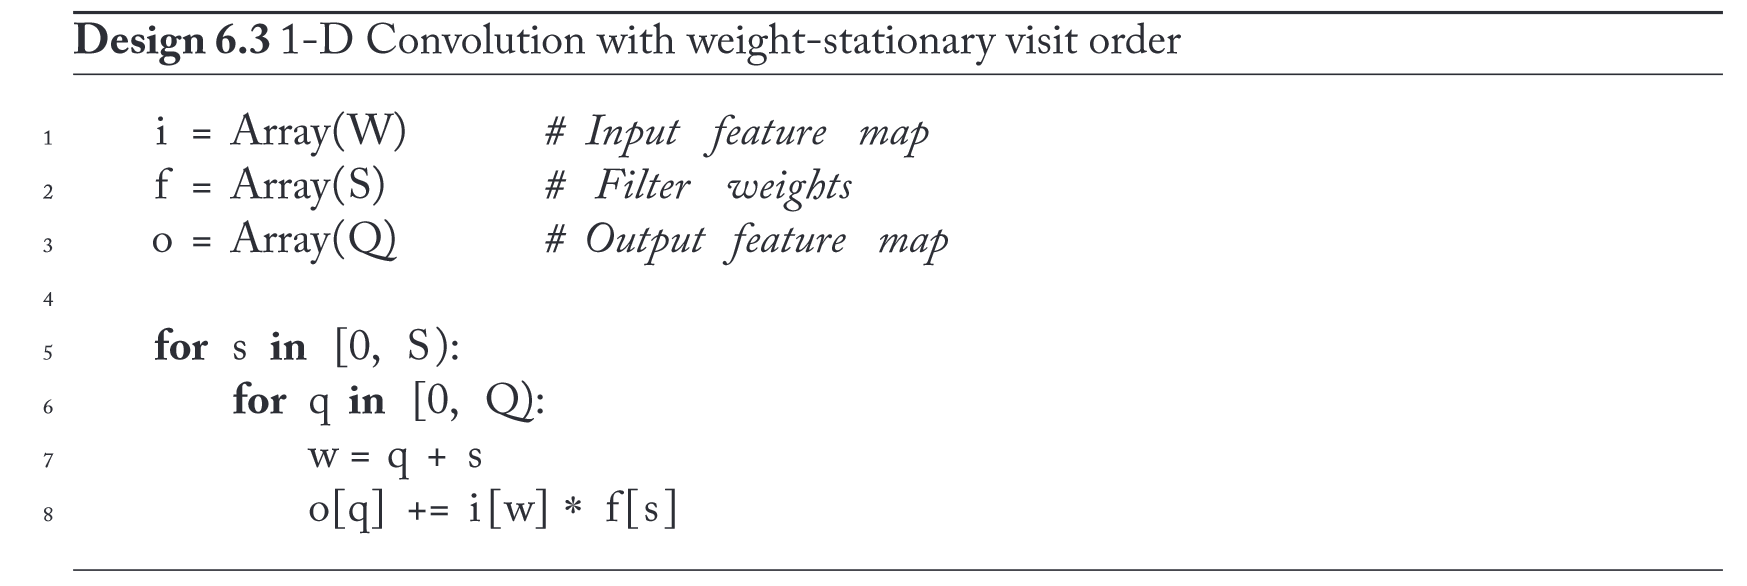 Design 6.3 1-D Convolution with weight-stationary visit order
1 i = Array(W) # Input feature map
2 f = Array(S) # Filter weights
3 o = Array(Q) # Output feature map
4
5 for s in [0, S):
6 for q in [0, Q):
7 w = q + s
8 o[q] += i[w] * f[s]